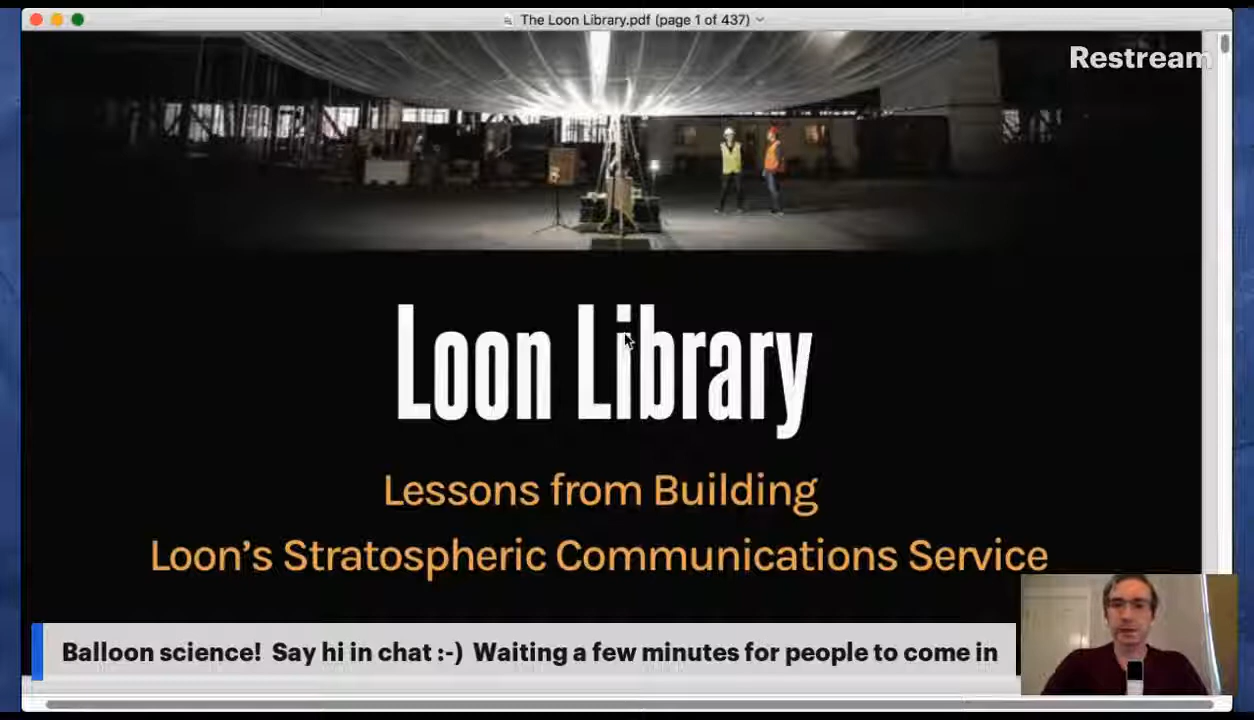 The Loon Library.pdf (page 1 of 437)
Restream
Loon Library
Lessons from Building
Loon's Stratospheric Communications Service
Balloon science! Say hi in chat :-) Waiting a few minutes for people to come in